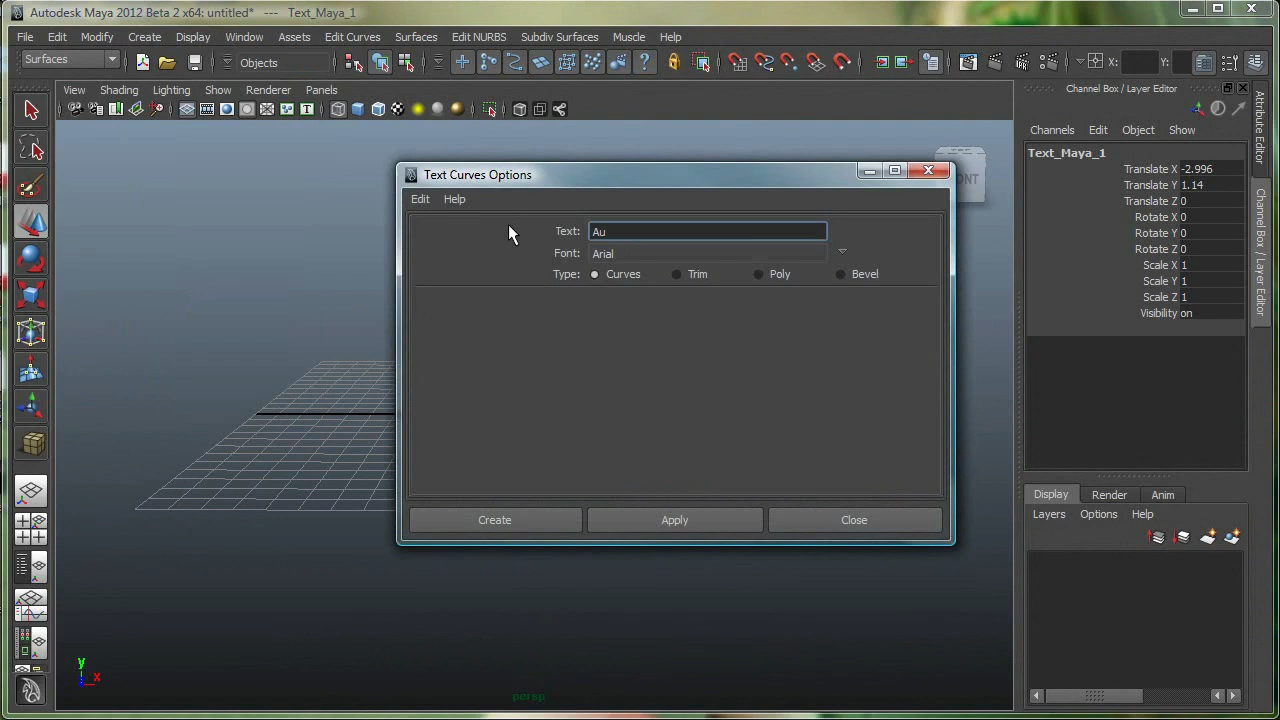 Autodesk Maya 2012 Beta 2 x64: untitled* --- Text_Maya_1
File Edit Modify Create Display Window Assets Edit Curves Surfaces Edit NURBS Subdiv Surfaces Muscle Help
Surfaces Objects X: Y:
View Shading Lighting Show Renderer Panels
Channel Box / Layer Editor
Channels Edit Object Show
Text_Maya_1
Translate X -2.996
Translate Y 1.14
Translate Z 0
Rotate X 0
Rotate Y 0
Rotate Z 0
Scale X 1
Scale Y 1
Scale Z 1
Visibility on
Attribute Editor
Channel Box / Layer Editor
Text Curves Options
Edit Help
Text: Au
Font: Arial
Type: Curves Trim Poly Bevel
Create Apply Close
Display Render Anim
Layers Options Help
y
x
persp